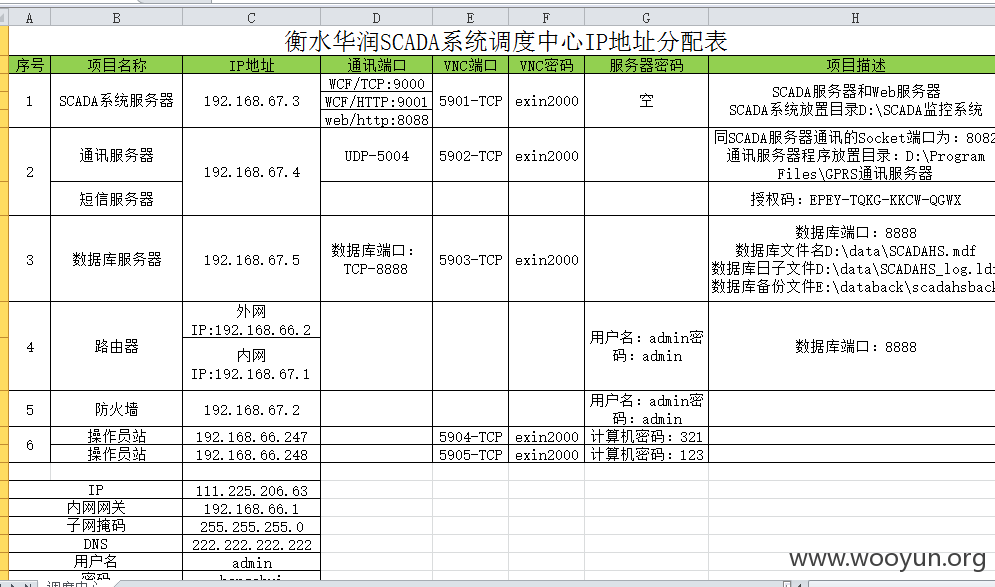 A B C D E F G H
衡水华润SCADA系统调度中心IP地址分配表
序号 项目名称 IP地址 通讯端口 VNC端口 VNC密码 服务器密码 项目描述
1 SCADA系统服务器 192.168.67.3 WCF/TCP:9000 5901-TCP exin2000 空 SCADA服务器和Web服务器
WCF/HTTP:9001 SCADA系统放置目录D:\SCADA监控系统
web/http:8088
2 通讯服务器 192.168.67.4 UDP-5004 5902-TCP exin2000 同SCADA服务器通讯的Socket端口为：8082
通讯服务器程序放置目录：D:\Program
Files\GPRS通讯服务器
短信服务器 授权码：EPEY-TQKG-KKCW-QGWX
3 数据库服务器 192.168.67.5 数据库端口： 5903-TCP exin2000 数据库端口：8888
TCP-8888 数据库文件名D:\data\SCADAHS.mdf
数据库日子文件D:\data\SCADAHS_log.ld
数据库备份文件E:\databack\scadahsback
4 路由器 外网
IP:192.168.66.2 用户名：admin密
码：admin 数据库端口：8888
内网
IP:192.168.67.1
5 防火墙 192.168.67.2 用户名：admin密
码：admin
6 操作员站 192.168.66.247 5904-TCP exin2000 计算机密码：321
操作员站 192.168.66.248 5905-TCP exin2000 计算机密码：123
IP 111.225.206.63
内网网关 192.168.66.1
子网掩码 255.255.255.0
DNS 222.222.222.222
用户名 admin
密码
调度中心
www.wooyun.org